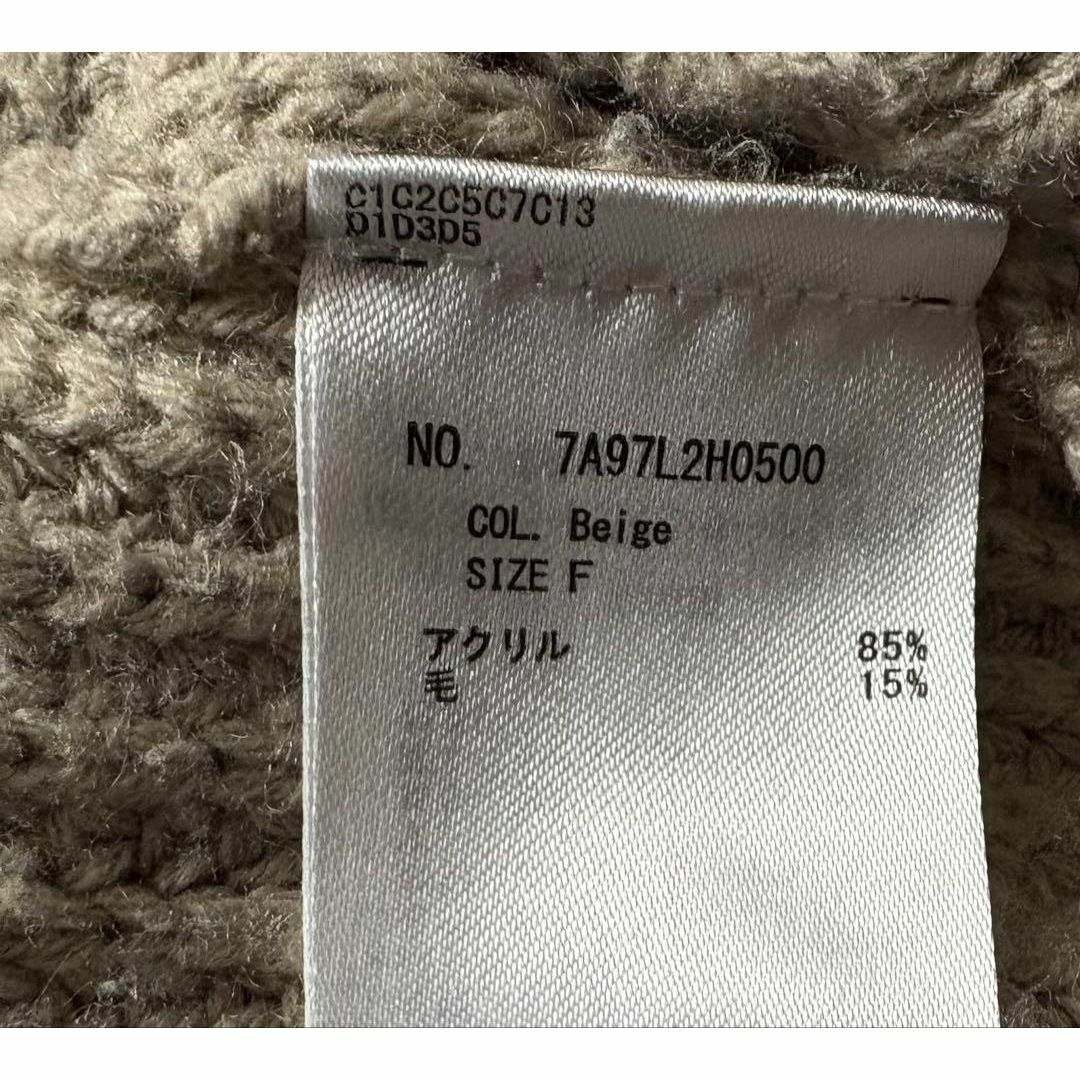 C1C2C5C7C13
D1D3D5
NO. 7A97L2H0500
COL. Beige
SIZE F
アクリル 85%
毛 15%